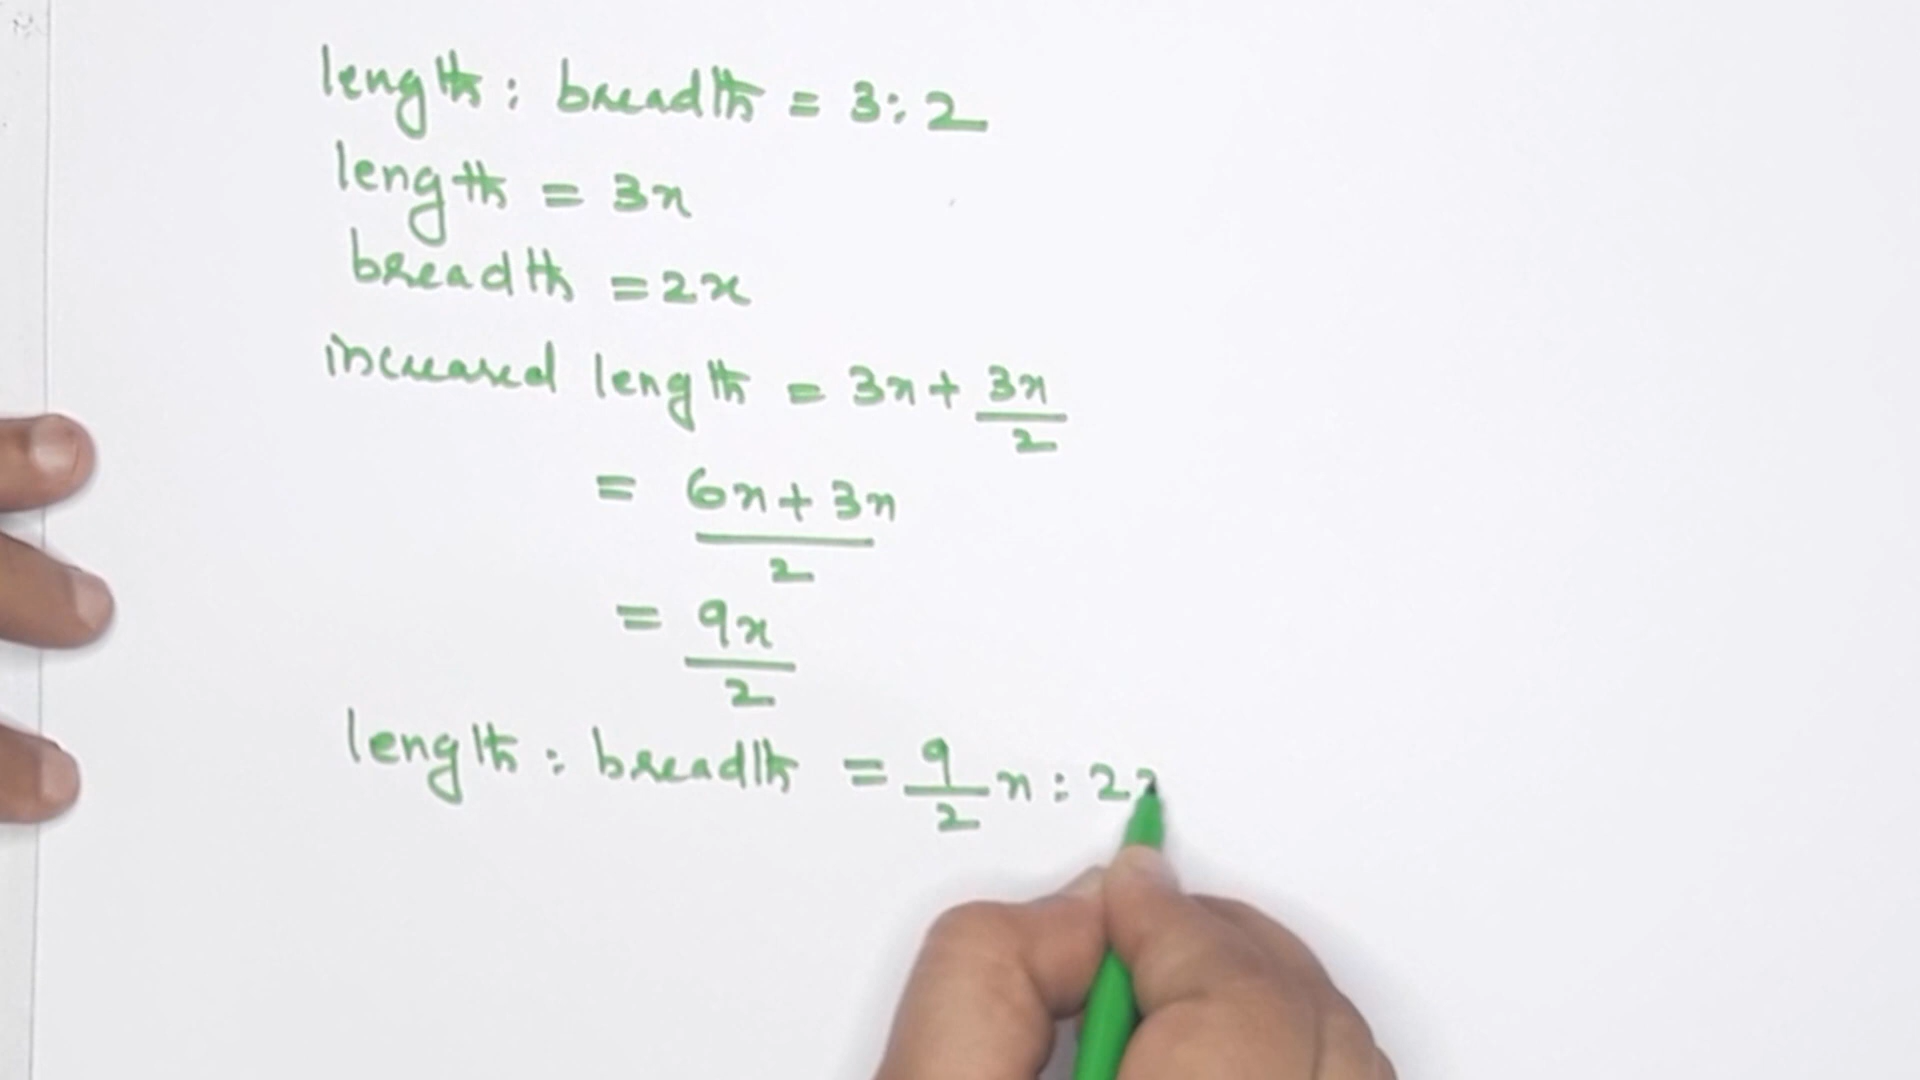 length : breadth = 3 : 2
length = 3x
breadth = 2x
increased length = 3x + 3x/2
= 6x + 3x/2
= 9x/2
length : breadth = 9/2 x : 2x